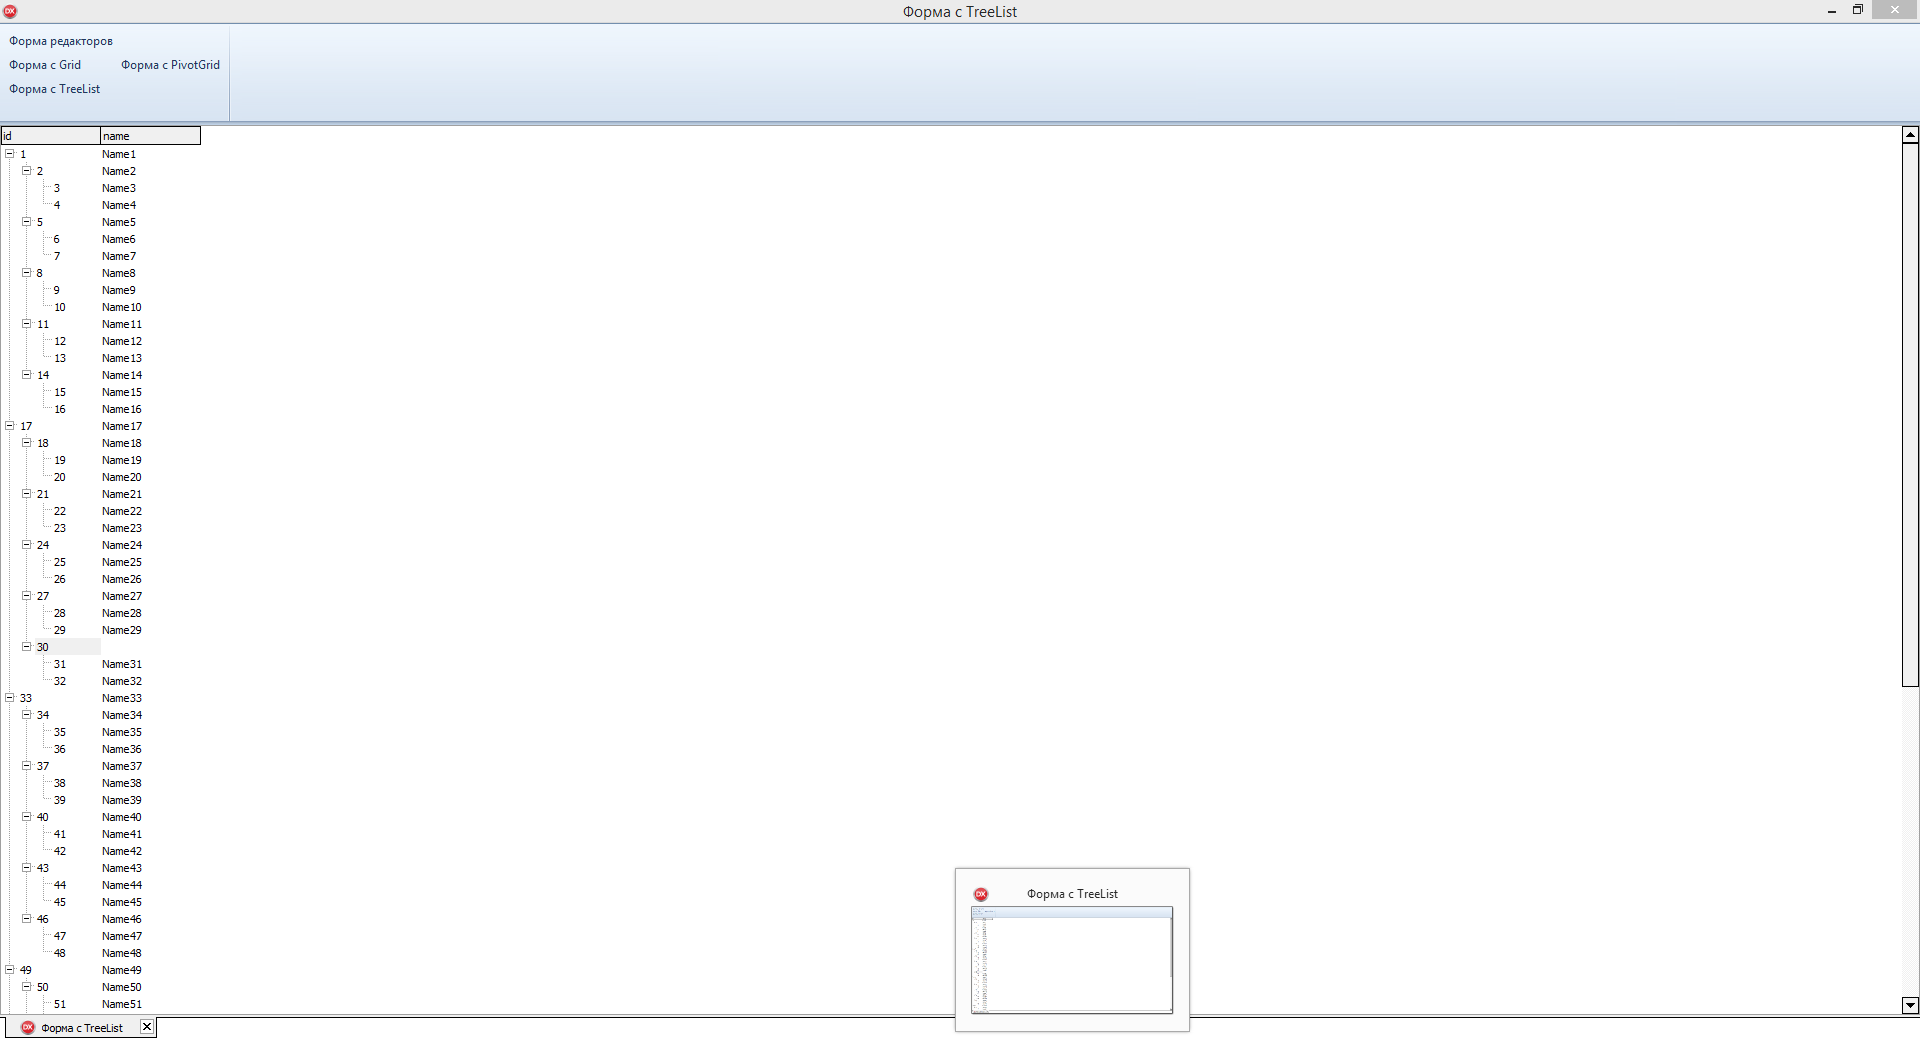 Форма с TreeList
Форма редакторов
Форма с Grid Форма с PivotGrid
Форма с TreeList
id name
1 Name1
2 Name2
3 Name3
4 Name4
5 Name5
6 Name6
7 Name7
8 Name8
9 Name9
10 Name10
11 Name11
12 Name12
13 Name13
14 Name14
15 Name15
16 Name16
17 Name17
18 Name18
19 Name19
20 Name20
21 Name21
22 Name22
23 Name23
24 Name24
25 Name25
26 Name26
27 Name27
28 Name28
29 Name29
30
31 Name31
32 Name32
33 Name33
34 Name34
35 Name35
36 Name36
37 Name37
38 Name38
39 Name39
40 Name40
41 Name41
42 Name42
43 Name43
44 Name44
45 Name45
46 Name46
47 Name47
48 Name48
49 Name49
50 Name50
51 Name51
DX Форма с TreeList
DX Форма с TreeList